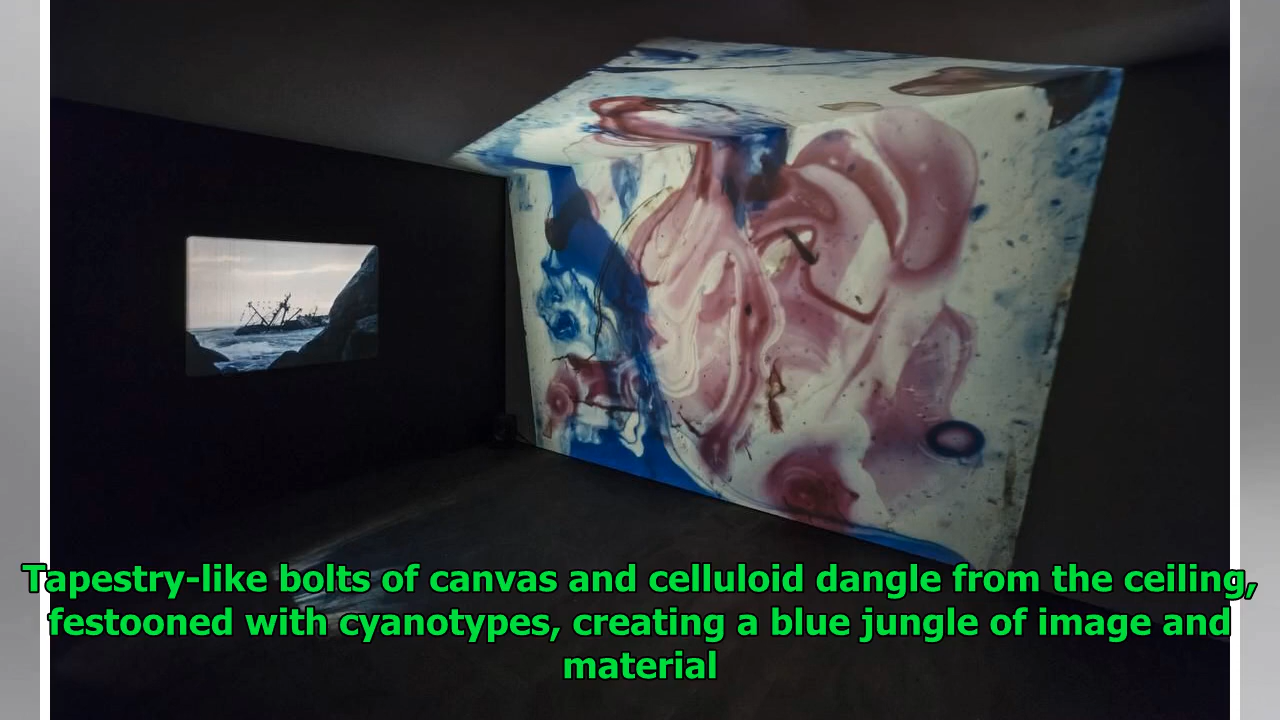 Tapestry-like bolts of canvas and celluloid dangle from the ceiling,
festooned with cyanotypes, creating a blue jungle of image and
material